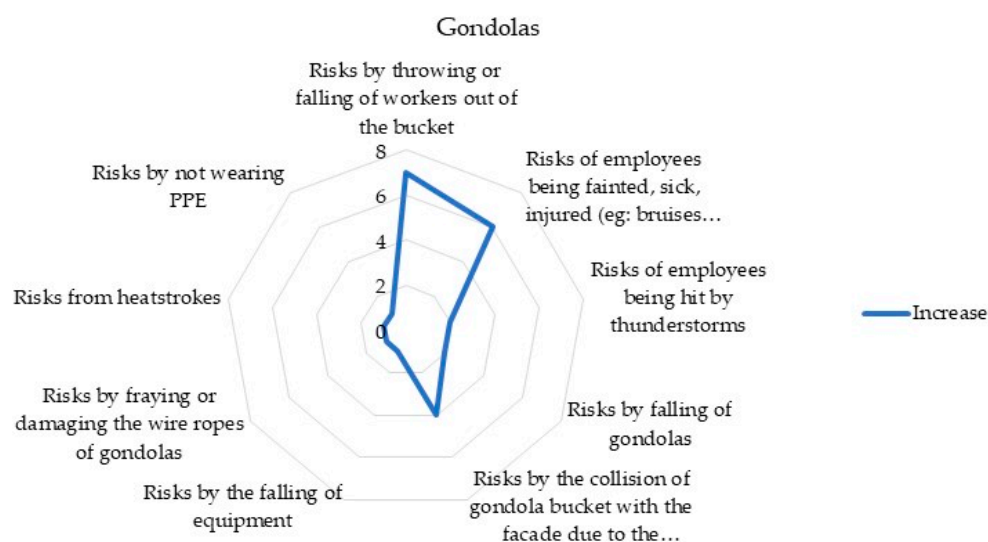 Gondolas
Risks by throwing or
falling of workers out of
the bucket
Risks of employees
being fainted, sick,
injured (eg: bruises…
Risks of employees
being hit by
thunderstorms
Risks by falling of
gondolas
Risks by the collision of
gondola bucket with the
facade due to the…
Risks by the falling of
equipment
Risks by fraying or
damaging the wire ropes
of gondolas
Risks from heatstrokes
Risks by not wearing
PPE
8
6
4
2
0
Increase